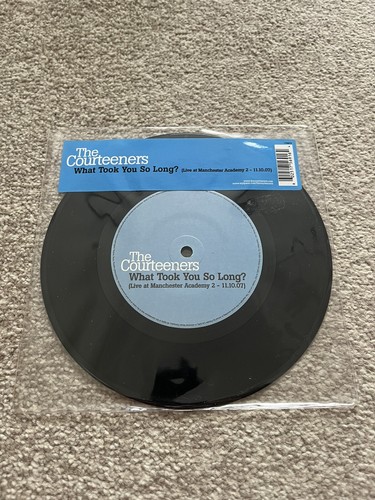 The
Courteeners
What Took You So Long? (Live at Manchester Academy 2 – 11.10.07)
The
Courteeners
What Took You So Long?
(Live at Manchester Academy 2 – 11.10.07)